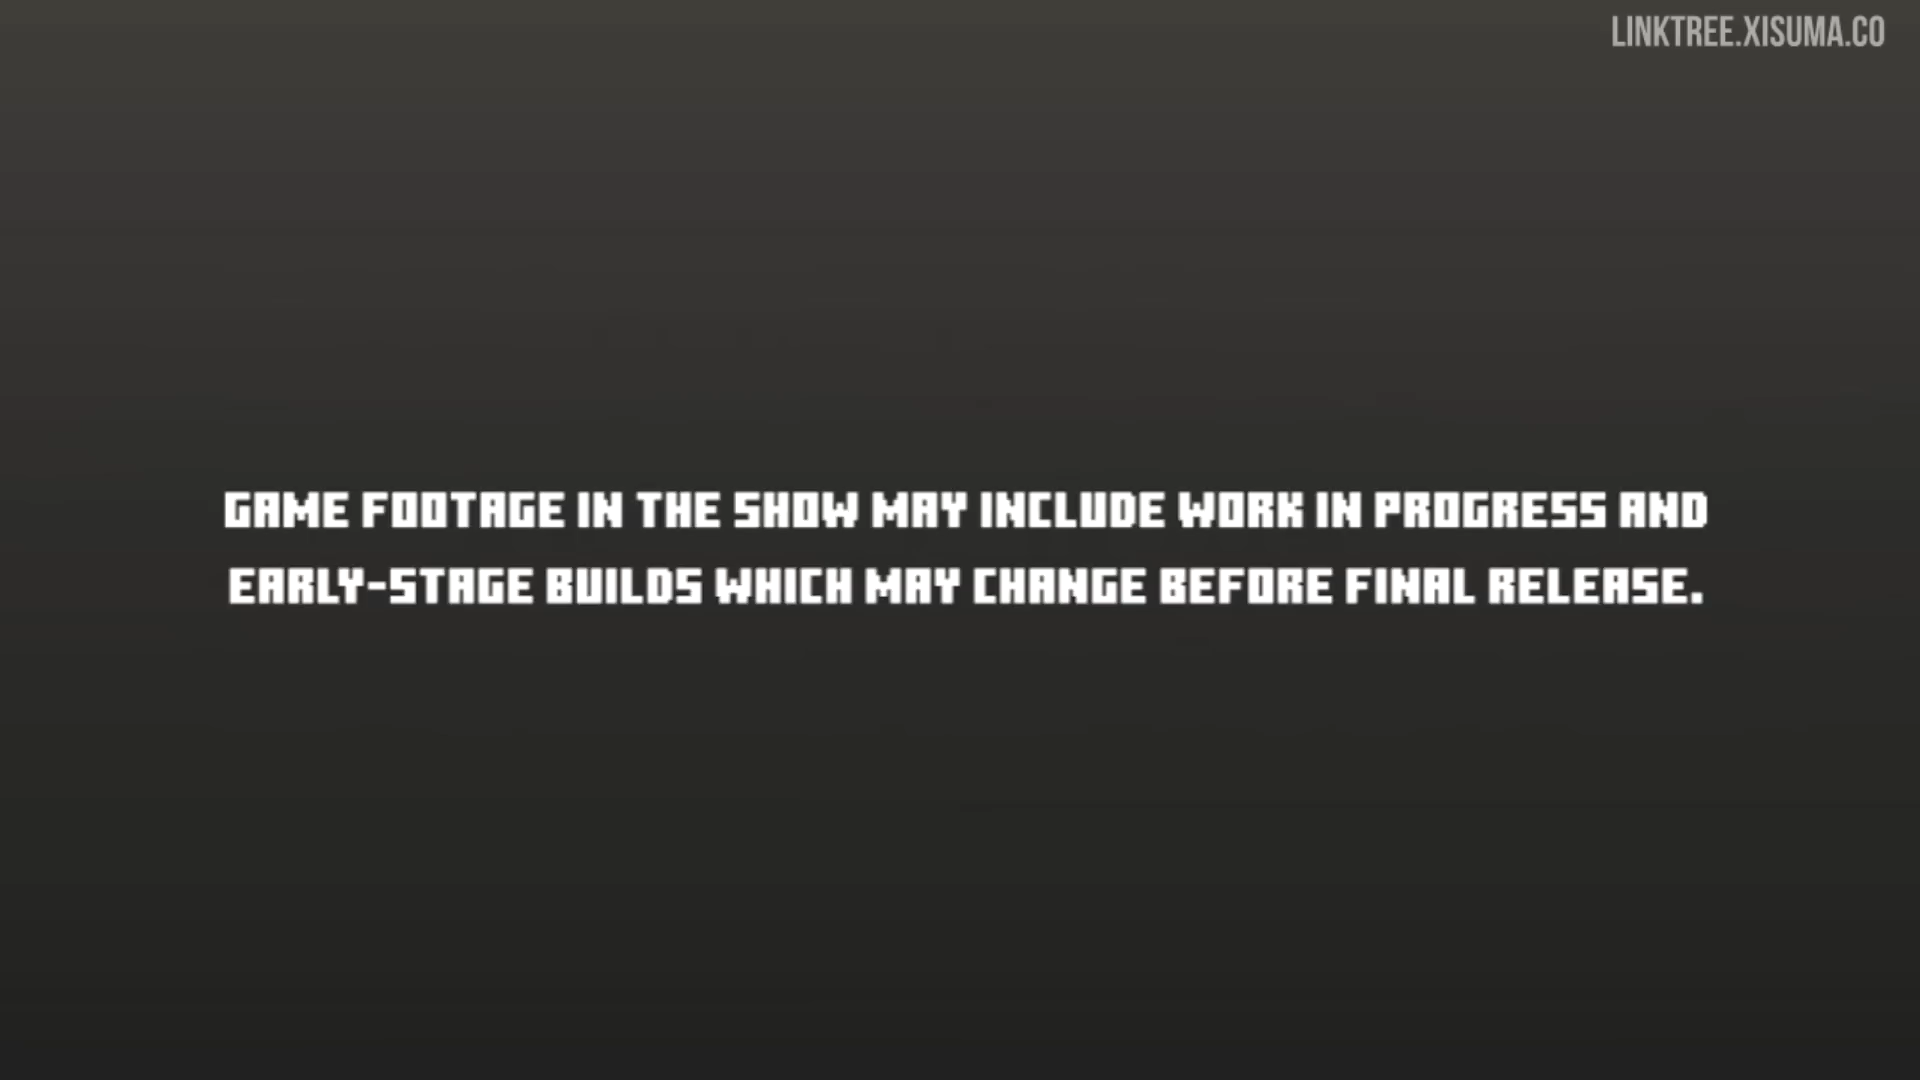 LINKTREE.XISUMA.CO
GAME FOOTAGE IN THE SHOW MAY INCLUDE WORK IN PROGRESS AND
EARLY-STAGE BUILDS WHICH MAY CHANGE BEFORE FINAL RELEASE.